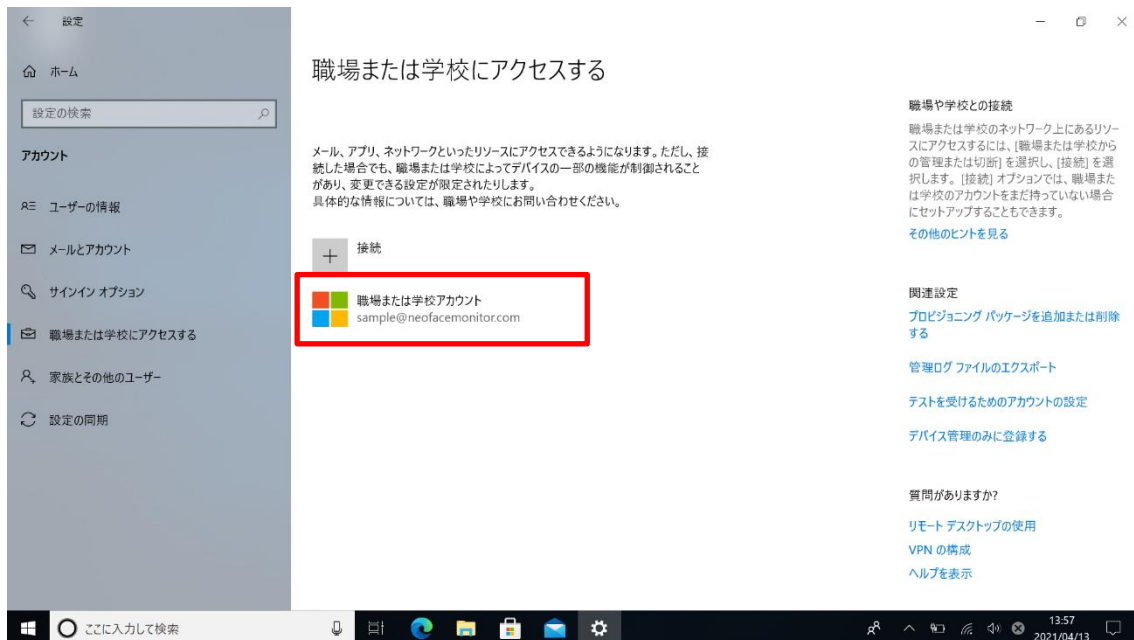 設定
ホーム
設定の検索
アカウント
ユーザーの情報
メールとアカウント
サインイン オプション
職場または学校にアクセスする
家族とその他のユーザー
設定の同期
職場または学校にアクセスする
メール、アプリ、ネットワークといったリソースにアクセスできるようになります。ただし、接
続した場合でも、職場または学校によってデバイスの一部の機能が制御されること
があり、変更できる設定が限定されたりします。
具体的な情報については、職場や学校にお問い合わせください。
接続
職場または学校アカウント
sample@neofacemonitor.com
職場や学校との接続
職場または学校のネットワーク上にあるリソー
スにアクセスするには、[職場または学校から
の管理または切断] を選択し、[接続] を選
択します。[接続] オプションでは、職場また
は学校のアカウントをまだ持っていない場合
にセットアップすることもできます。
その他のヒントを見る
関連設定
プロビジョニング パッケージを追加または削除
する
管理ログ ファイルのエクスポート
テストを受けるためのアカウントの設定
デバイス管理のみに登録する
質問がありますか?
リモート デスクトップの使用
VPN の構成
ヘルプを表示
ここに入力して検索
13:57
2021/04/13